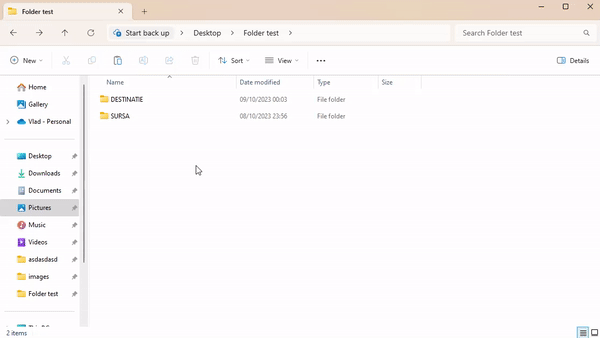 Folder test
Start back up
Desktop
Folder test
Search Folder test
New
Sort
View
Details
Name
Date modified
Type
Size
Home
Gallery
Vlad - Personal
Desktop
Downloads
Documents
Pictures
Music
Videos
asdasdasd
images
Folder test
DESTINATIE
09/10/2023 00:03
File folder
SURSA
08/10/2023 23:56
File folder
2 items